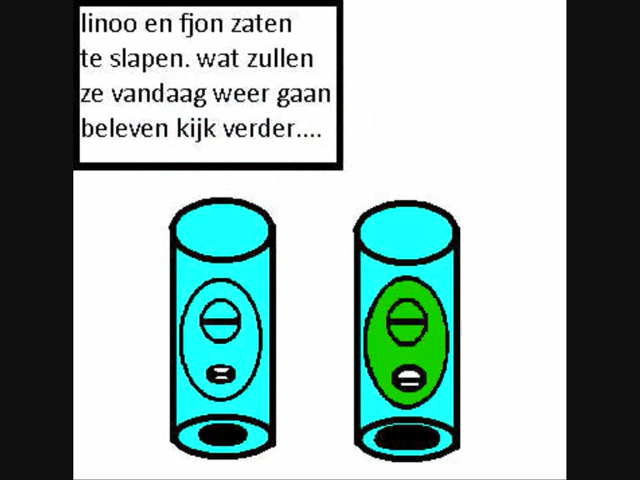 linoo en fjon zaten
te slapen. wat zullen
ze vandaag weer gaan
beleven kijk verder....